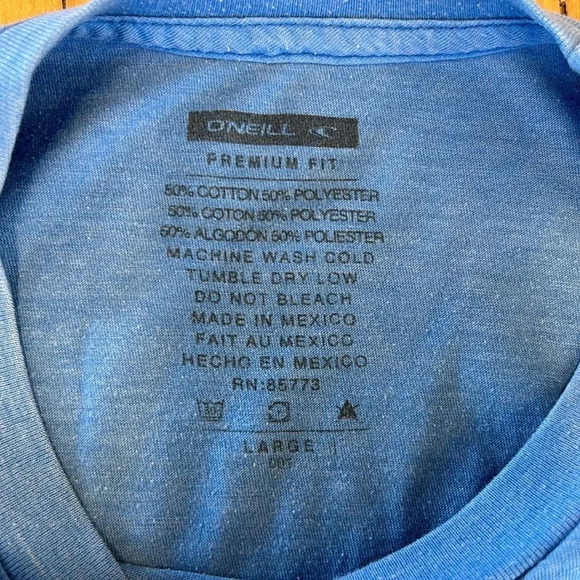 O'NEILL
PREMIUM FIT
50% COTTON 50% POLYESTER
50% COTON 50% POLYESTER
50% ALGODÓN 50% POLIESTER
MACHINE WASH COLD
TUMBLE DRY LOW
DO NOT BLEACH
MADE IN MEXICO
FAIT AU MEXICO
HECHO EN MEXICO
RN:85773
30
LARGE
001